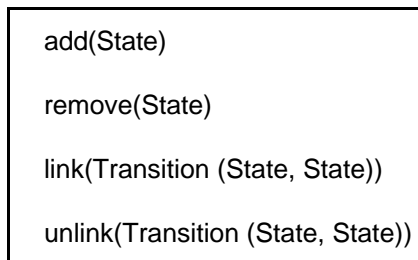 add(State)
remove(State)
link(Transition (State, State))
unlink(Transition (State, State))